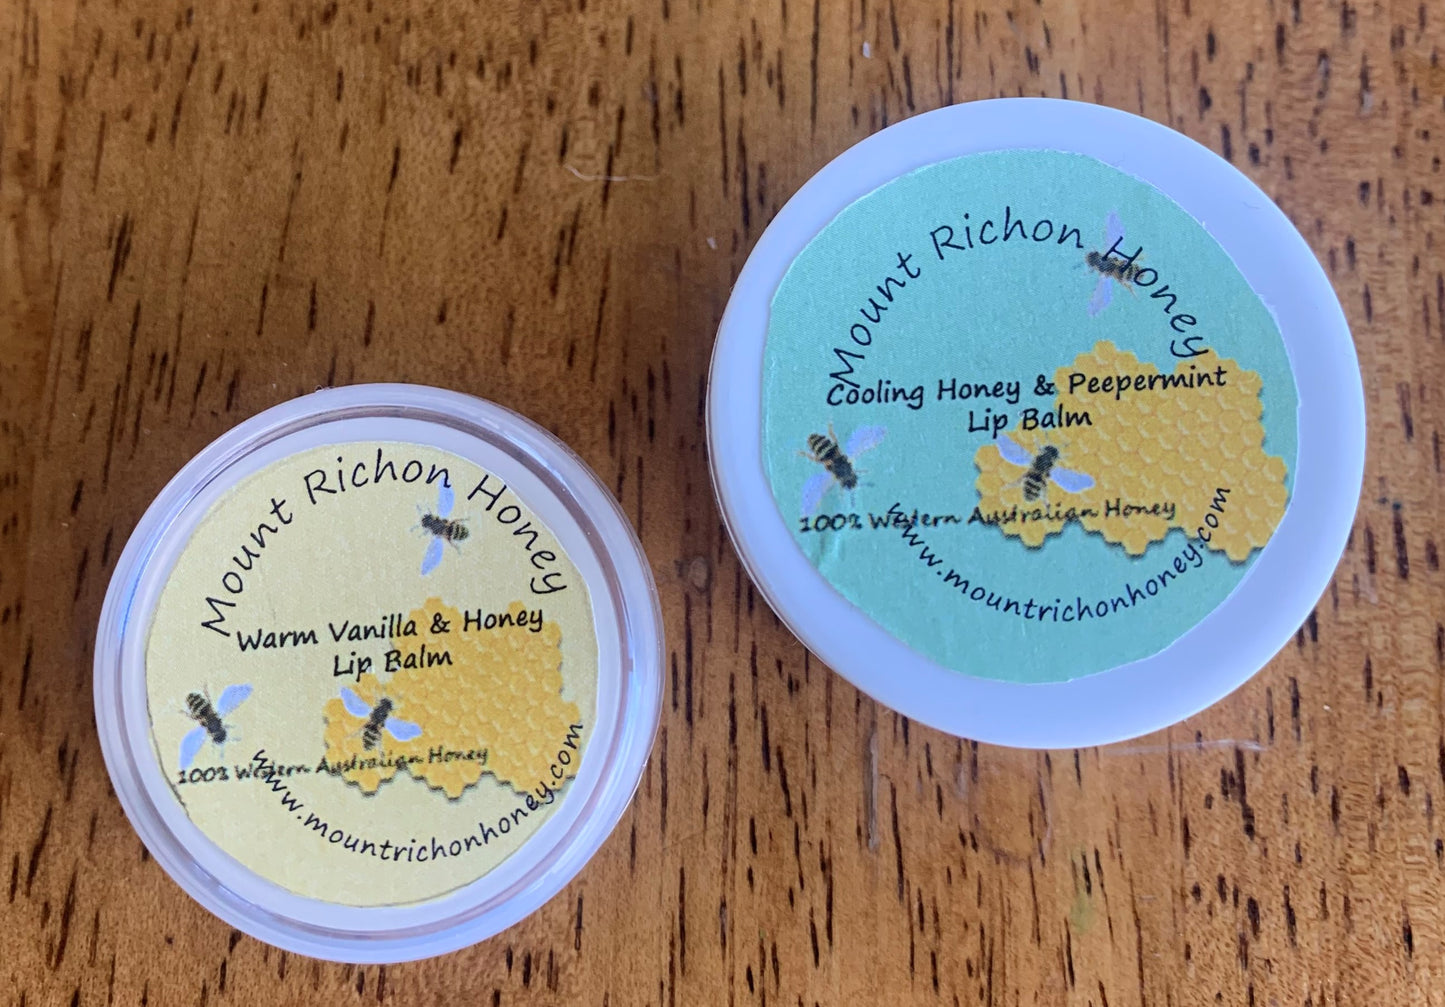 Mount Richon Honey
Warm Vanilla & Honey
Lip Balm
100% Western Australian Honey
www.mountrichonhoney.com
Mount Richon Honey
Cooling Honey & Peepermint
Lip Balm
100% Western Australian Honey
www.mountrichonhoney.com